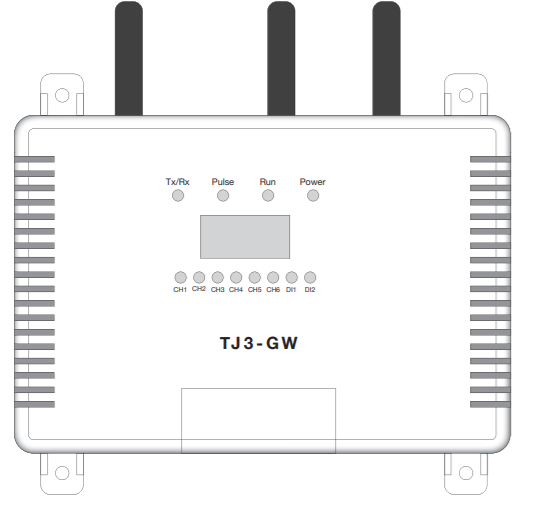 Tx/Rx Pulse Run Power
CH1 CH2 CH3 CH4 CH5 CH6 DI1 DI2
TJ3-GW